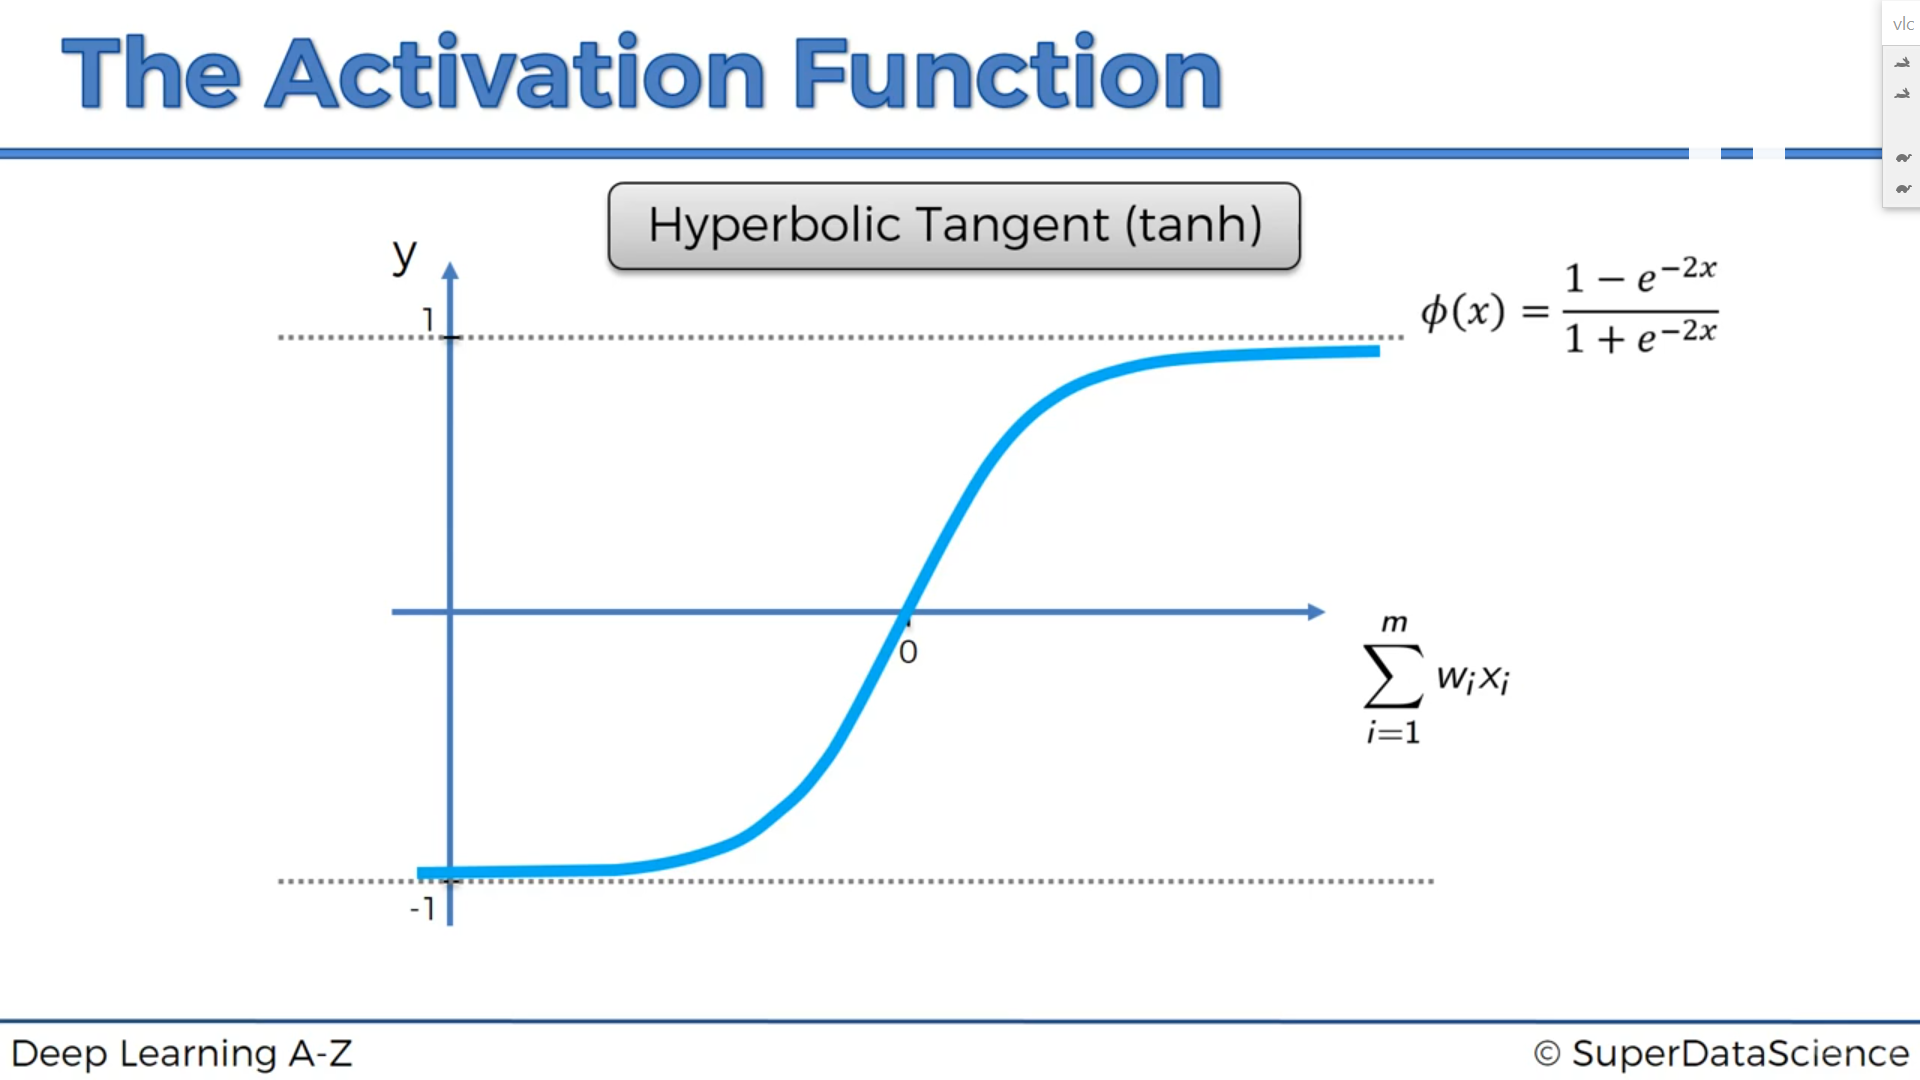 The Activation Function
vlc
Hyperbolic Tangent (tanh)
y
1
ϕ(x) = \frac{1 − e^{−2x}}{1 + e^{−2x}}
0
\sum_{i=1}^{m} w_i x_i
-1
Deep Learning A-Z
© SuperDataScience